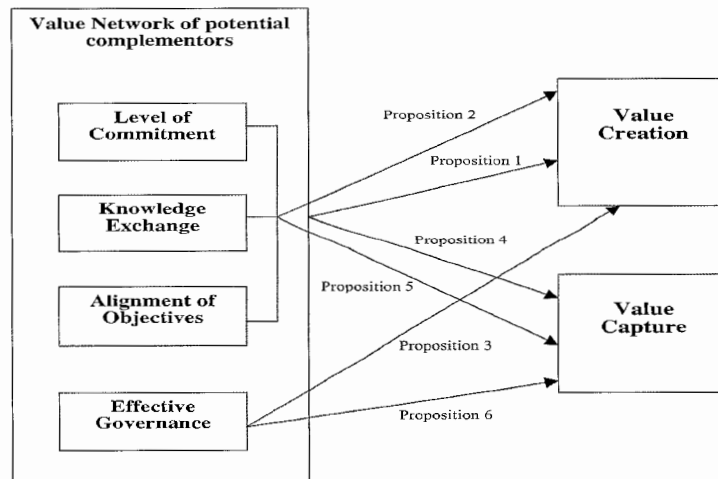 Value Network of potential
complementors
Level of
Commitment
Knowledge
Exchange
Alignment of
Objectives
Effective
Governance
Proposition 2
Proposition 1
Proposition 4
Proposition 5
Proposition 3
Proposition 6
Value
Creation
Value
Capture